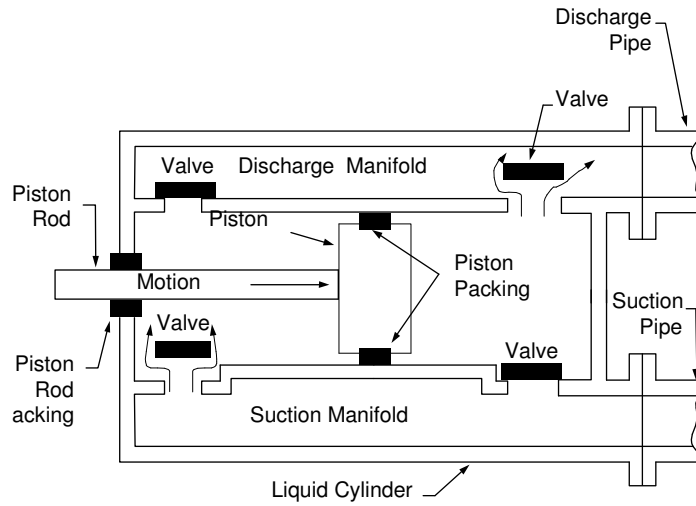 Discharge
Pipe
Valve
Valve
Discharge Manifold
Piston
Rod
Piston
Motion
Piston
Packing
Suction
Pipe
Valve
Valve
Piston
Rod
acking
Suction Manifold
Liquid Cylinder